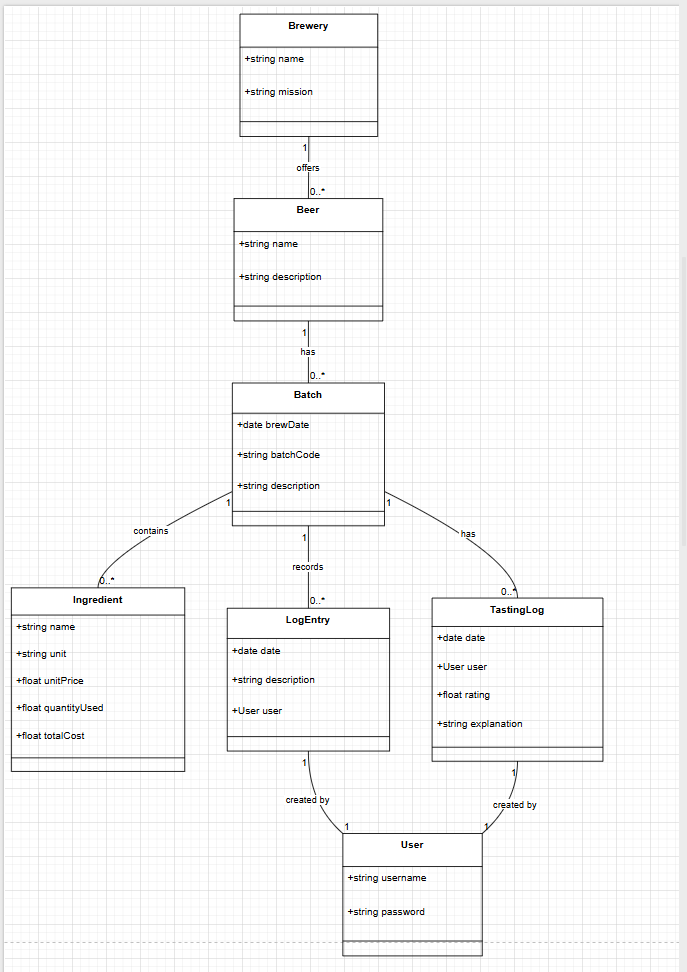 Brewery
+string name
+string mission
1
offers
0..*
Beer
+string name
+string description
1
has
0..*
Batch
+date brewDate
+string batchCode
+string description
1
1
contains
has
1
records
0..*
0..*
0..*
Ingredient
+string name
+string unit
+float unitPrice
+float quantityUsed
+float totalCost
LogEntry
+date date
+string description
+User user
TastingLog
+date date
+User user
+float rating
+string explanation
1
1
created by
created by
1
1
User
+string username
+string password